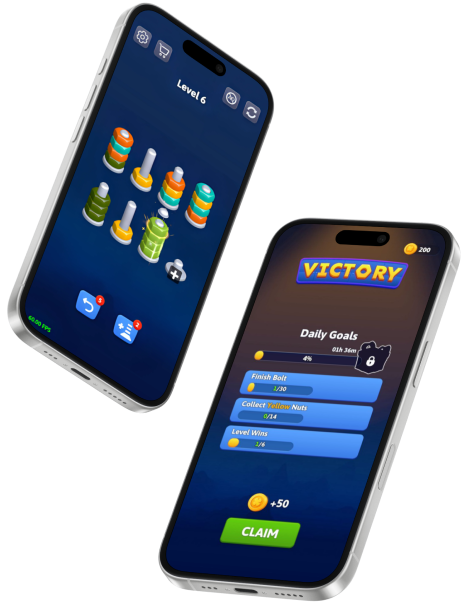 Level 6
5
2
60.00 FPS
200
VICTORY
Daily Goals
01h 36m
4%
Finish Bolt
1/30
Collect Yellow Nuts
0/14
Level Wins
1/6
+50
CLAIM